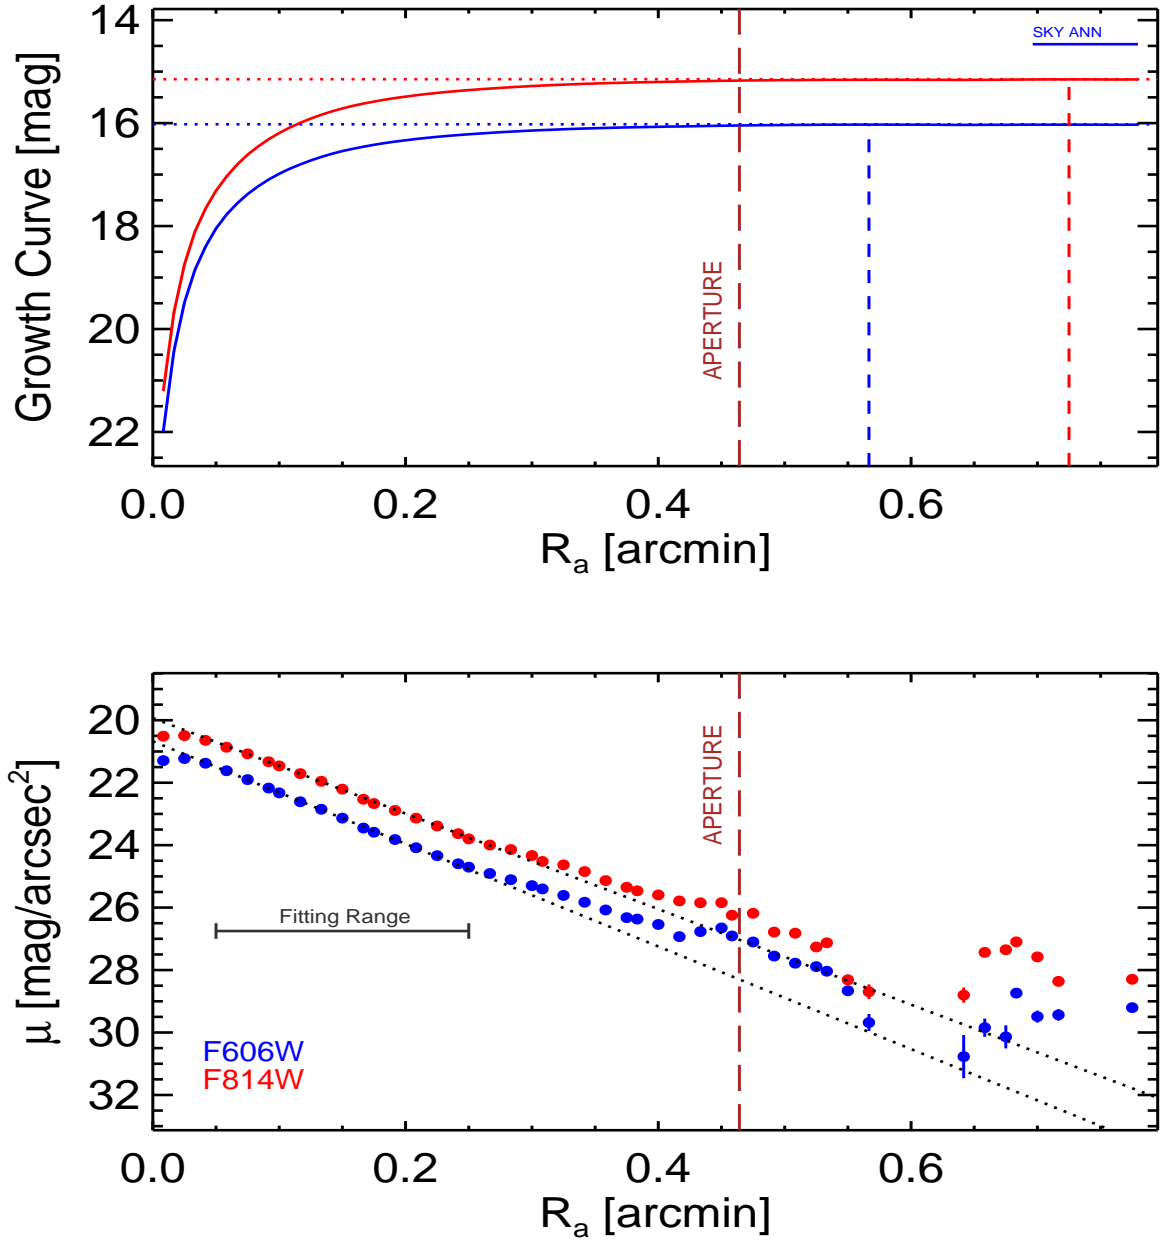 14
16
18
20
22
Growth Curve [mag]
SKY ANN
APERTURE
0.0 0.2 0.4 0.6
R_a [arcmin]
20
22
24
26
28
30
32
μ [mag/arcsec²]
APERTURE
Fitting Range
F606W
F814W
0.0 0.2 0.4 0.6
R_a [arcmin]